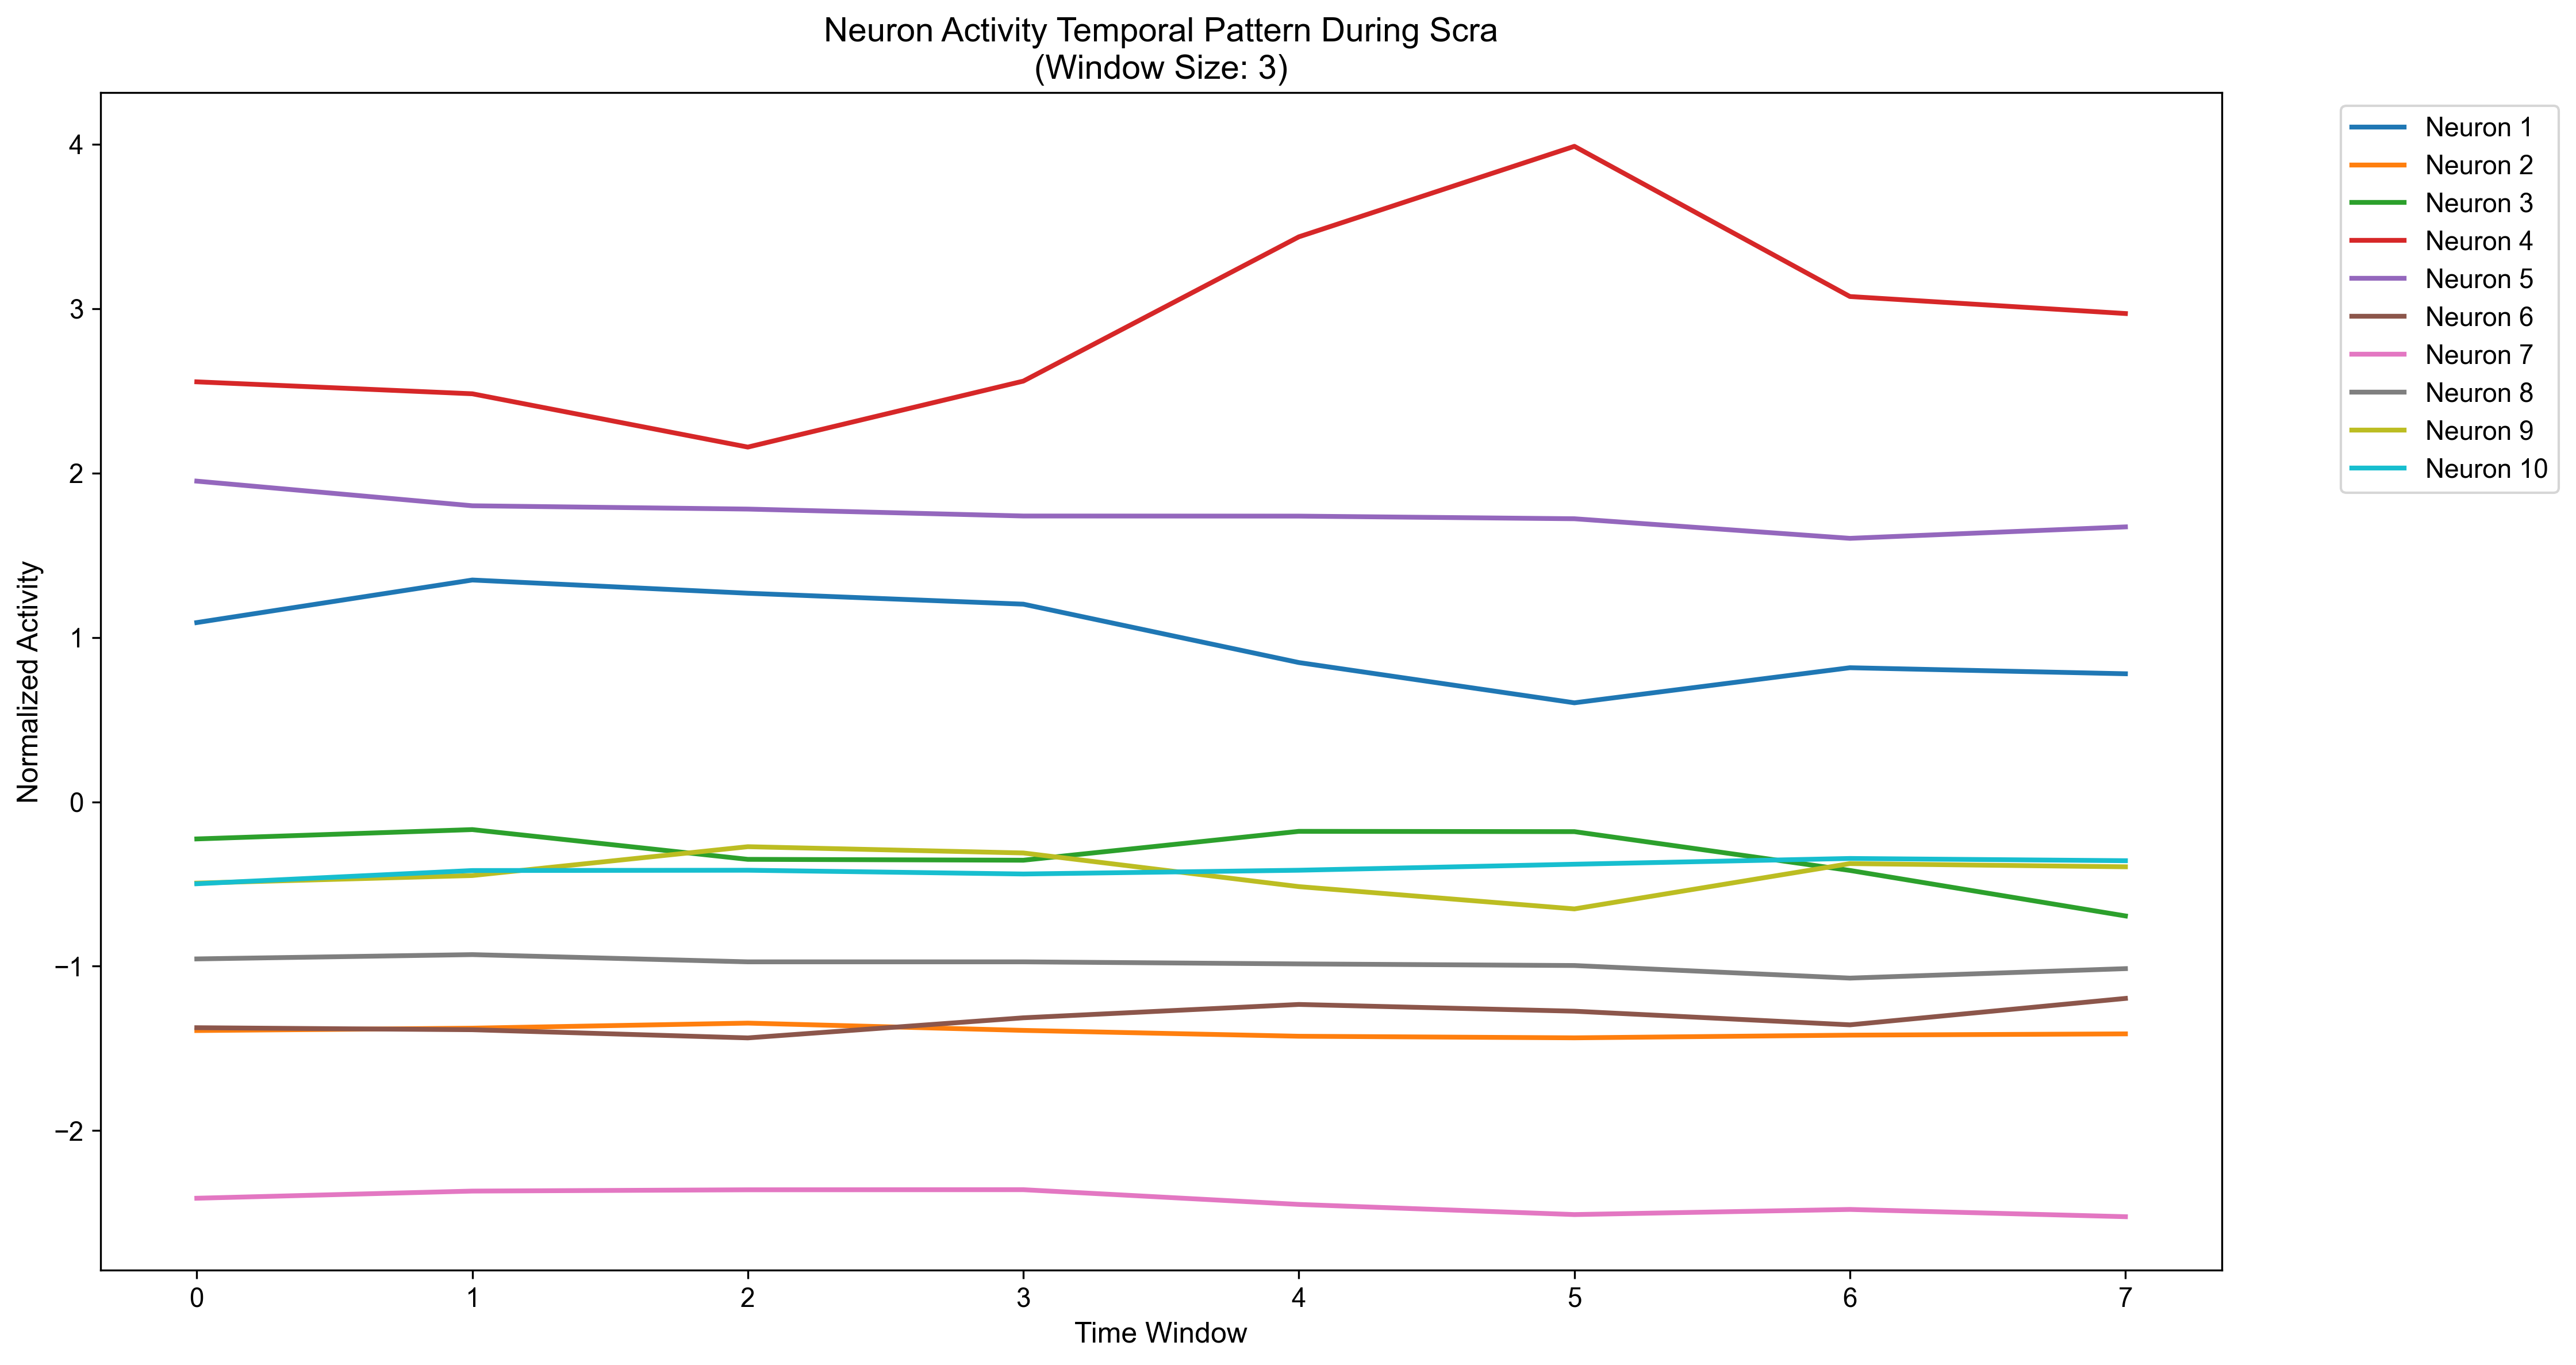 Neuron Activity Temporal Pattern During Scra
(Window Size: 3)
Normalized Activity
4
3
2
1
0
−1
−2
0 1 2 3 4 5 6 7
Time Window
Neuron 1
Neuron 2
Neuron 3
Neuron 4
Neuron 5
Neuron 6
Neuron 7
Neuron 8
Neuron 9
Neuron 10